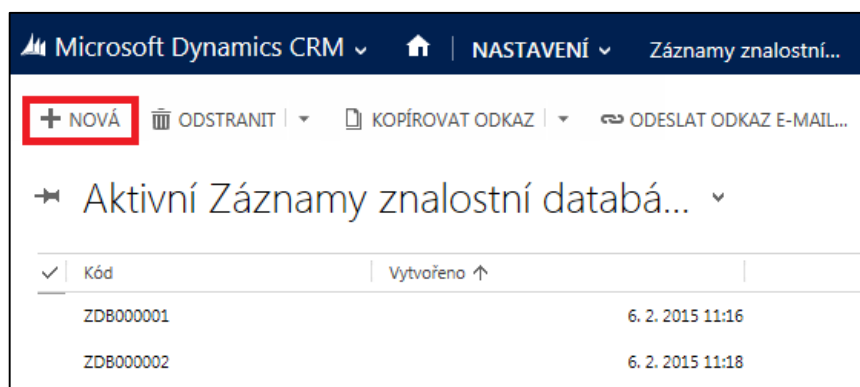 Microsoft Dynamics CRM NASTAVENÍ Záznamy znalostní...
NOVÁ ODSTRANIT KOPÍROVAT ODKAZ ODESLAT ODKAZ E-MAIL...
Aktivní Záznamy znalostní databá...
Kód Vytvořeno
ZDB000001 6. 2. 2015 11:16
ZDB000002 6. 2. 2015 11:18